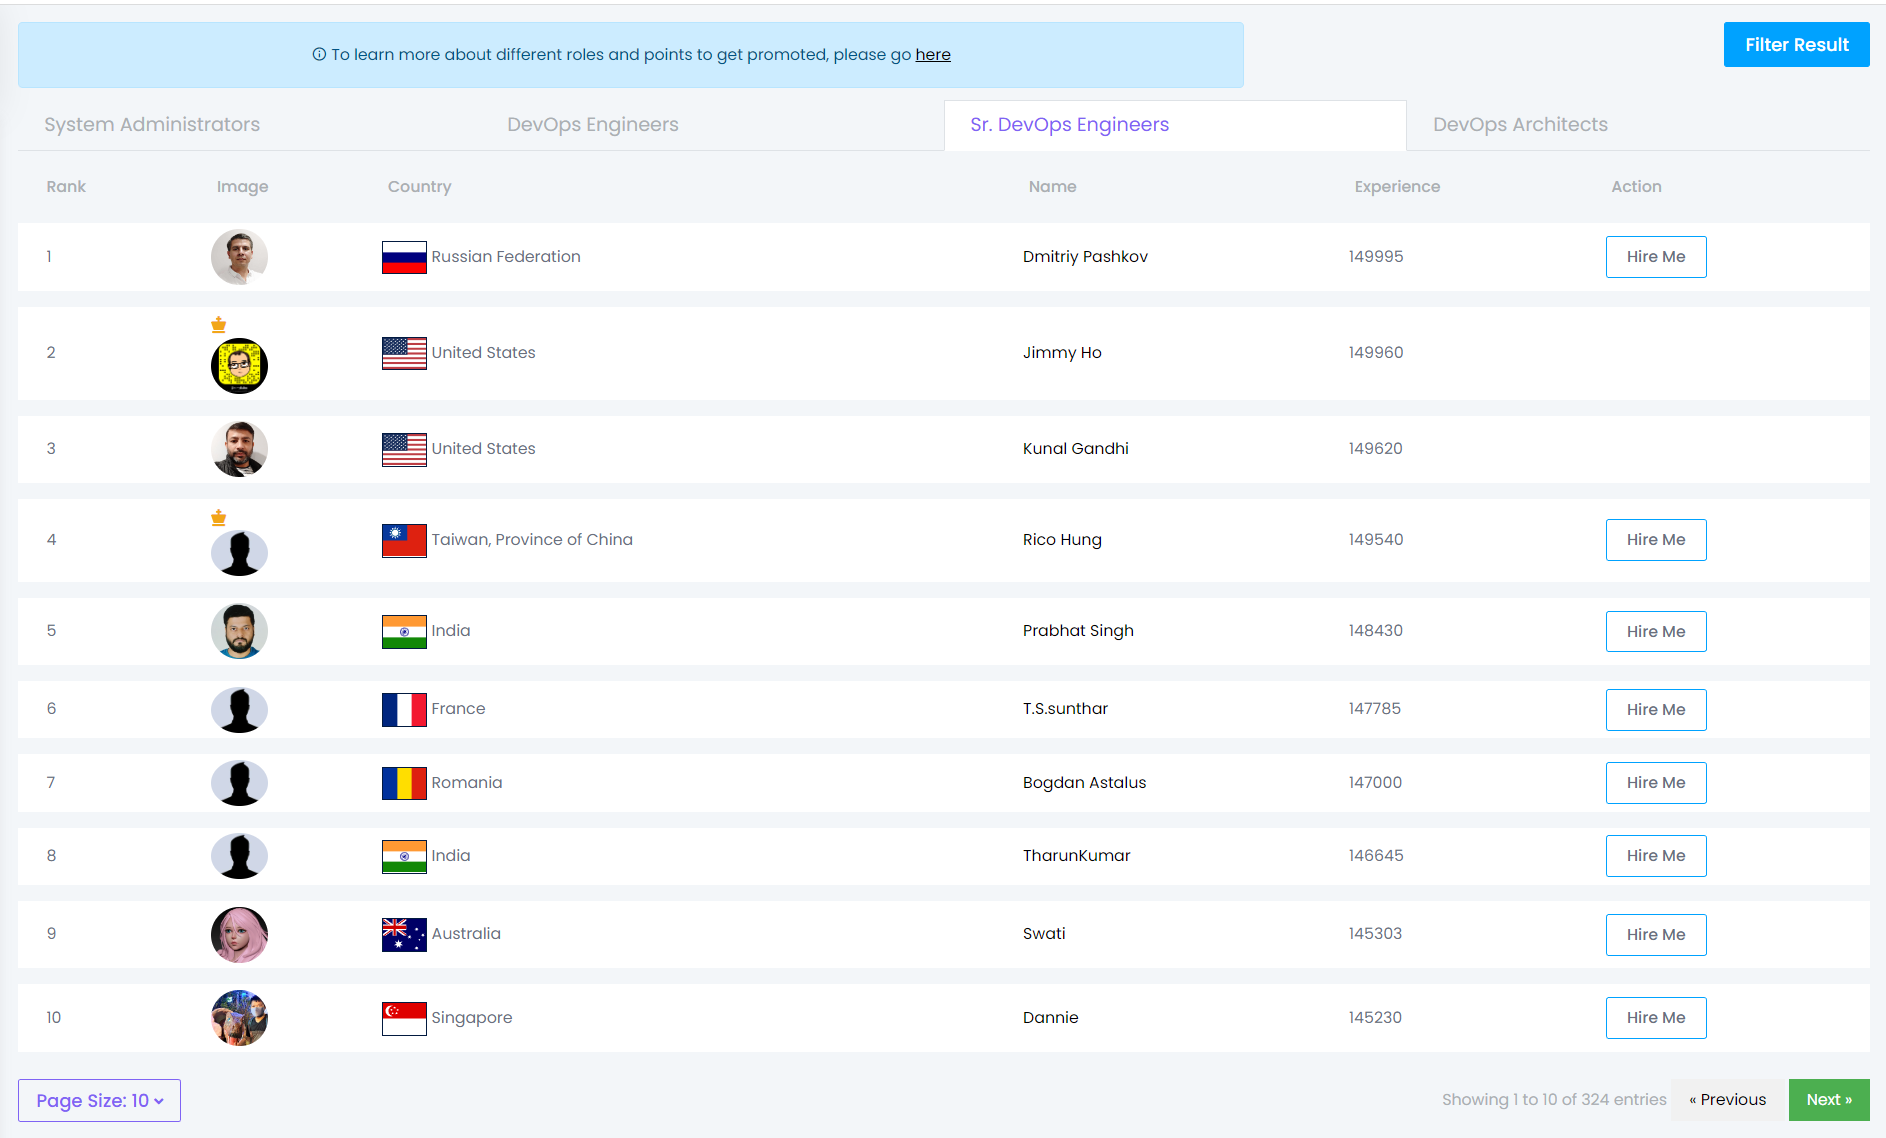 To learn more about different roles and points to get promoted, please go here
Filter Result
System Administrators DevOps Engineers Sr. DevOps Engineers DevOps Architects
Rank Image Country Name Experience Action
1 Russian Federation Dmitriy Pashkov 149995 Hire Me
2 United States Jimmy Ho 149960
3 United States Kunal Gandhi 149620
4 Taiwan, Province of China Rico Hung 149540 Hire Me
5 India Prabhat Singh 148430 Hire Me
6 France T.S.sunthar 147785 Hire Me
7 Romania Bogdan Astalus 147000 Hire Me
8 India TharunKumar 146645 Hire Me
9 Australia Swati 145303 Hire Me
10 Singapore Dannie 145230 Hire Me
Page Size: 10 Showing 1 to 10 of 324 entries « Previous Next »